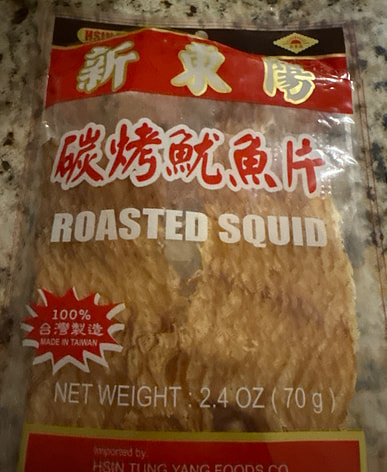 HSIN
新東陽
碳烤魷魚片
ROASTED SQUID
100%
台灣製造
MADE IN TAIWAN
NET WEIGHT : 2.4 OZ ( 70 g )
Imported by:
HSIN TUNG YANG FOODS CO.